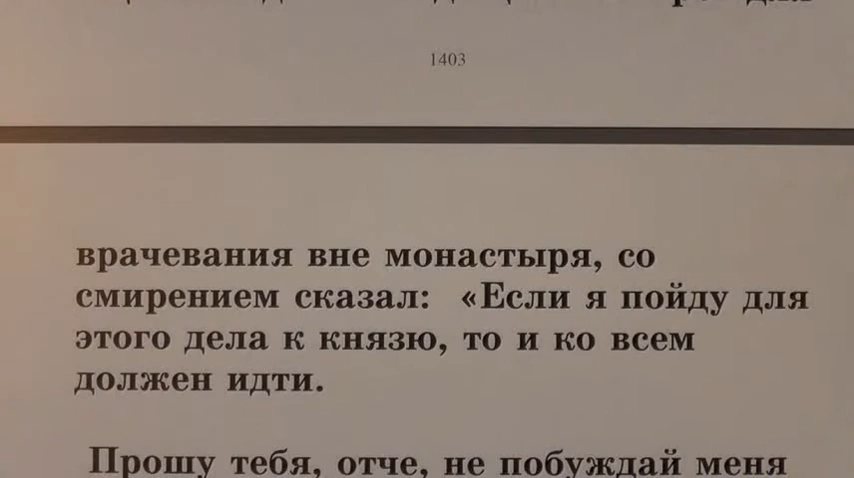 для
1403
врачевания вне монастыря, со
смирением сказал: «Если я пойду для
этого дела к князю, то и ко всем
должен идти.
Прошу тебя, отче, не побуждай меня